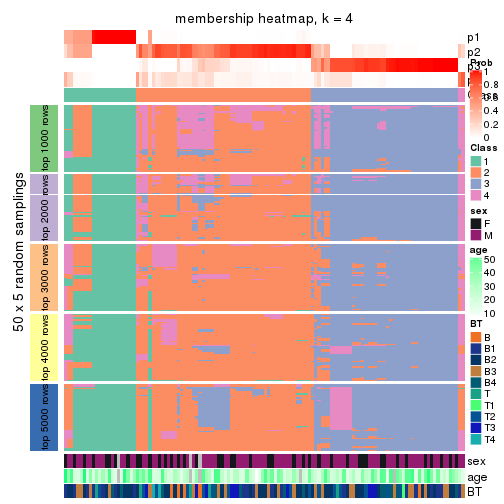 membership heatmap, k = 4
p1
p2
p3
Prob
1
0.8
0.6
0.4
0.2
0
Class
1
2
3
4
sex
F
M
age
50
40
30
20
10
BT
B
B1
B2
B3
B4
T
T1
T2
T3
T4
50 x 5 random samplings
top 1000 rows
top 2000 rows
top 3000 rows
top 4000 rows
top 5000 rows
sex
age
BT